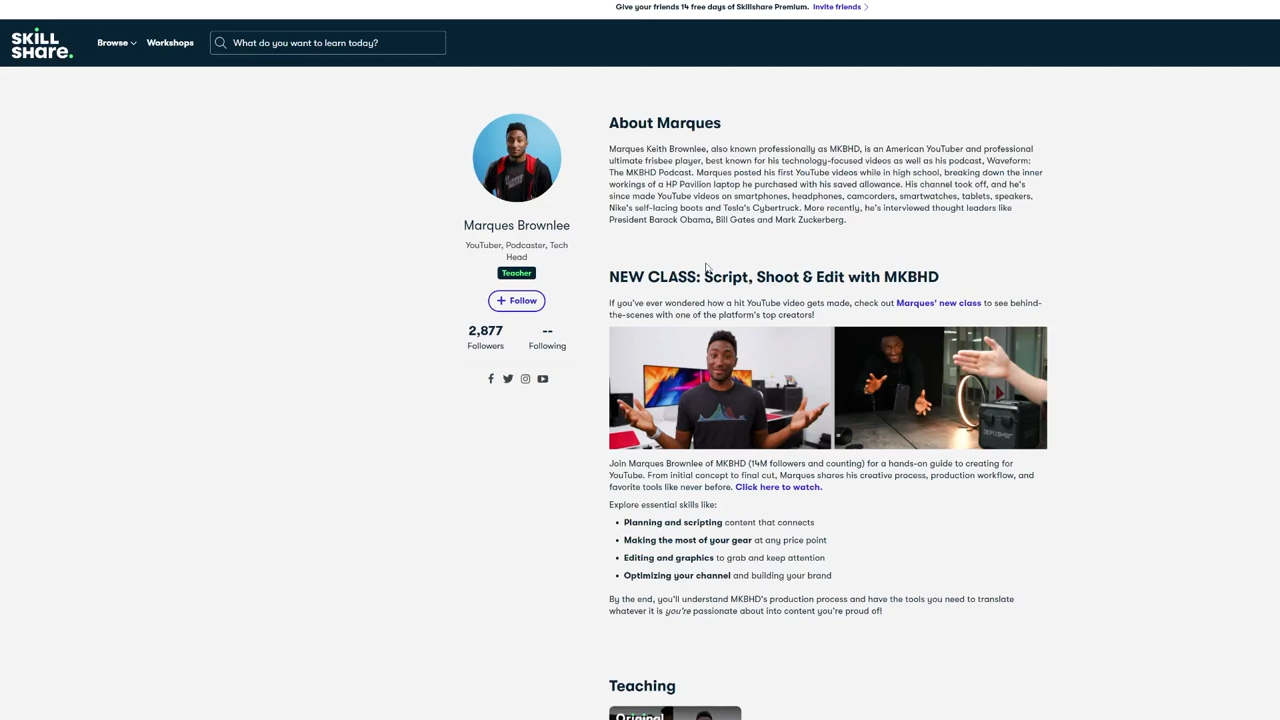 Give your friends 14 free days of Skillshare Premium. Invite friends
SKILL
SHARE.
Browse
Workshops
What do you want to learn today?
Marques Brownlee
YouTuber, Podcaster, Tech
Head
Teacher
+ Follow
2,877
Followers
--
Following
About Marques
Marques Keith Brownlee, also known professionally as MKBHD, is an American YouTuber and professional
ultimate frisbee player, best known for his technology-focused videos as well as his podcast, Waveform:
The MKBHD Podcast. Marques posted his first YouTube videos while in high school, breaking down the inner
workings of a HP Pavilion laptop he purchased with his saved allowance. His channel took off, and he's
since made YouTube videos on smartphones, headphones, camcorders, smartwatches, tablets, speakers,
Nike's self-lacing boots and Tesla's Cybertruck. More recently, he's interviewed thought leaders like
President Barack Obama, Bill Gates and Mark Zuckerberg.
NEW CLASS: Script, Shoot & Edit with MKBHD
If you've ever wondered how a hit YouTube video gets made, check out Marques' new class to see behind-
the-scenes with one of the platform's top creators!
Join Marques Brownlee of MKBHD (14M followers and counting) for a hands-on guide to creating for
YouTube. From initial concept to final cut, Marques shares his creative process, production workflow, and
favorite tools like never before. Click here to watch.
Explore essential skills like:
• Planning and scripting content that connects
• Making the most of your gear at any price point
• Editing and graphics to grab and keep attention
• Optimizing your channel and building your brand
By the end, you'll understand MKBHD's production process and have the tools you need to translate
whatever it is you're passionate about into content you're proud of!
Teaching
Original